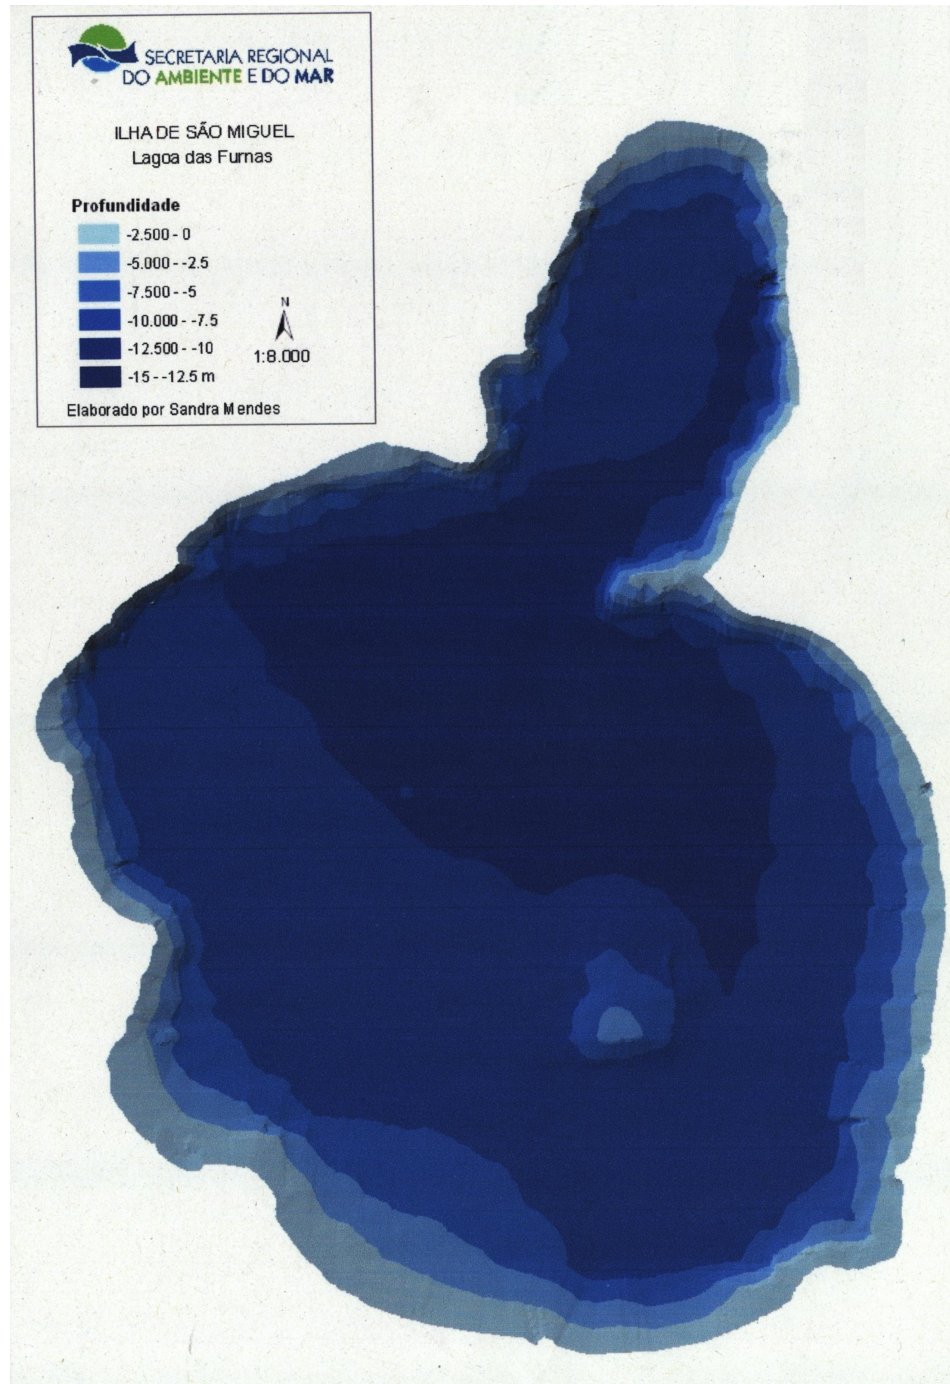 SECRETARIA REGIONAL
DO AMBIENTE E DO MAR
ILHA DE SÃO MIGUEL
Lagoa das Furnas
Profundidade
-2.500 - 0
-5.000 - -2.5
-7.500 - -5
-10.000 - -7.5
-12.500 - -10
-15 - -12.5 m
N
1:8.000
Elaborado por Sandra Mendes